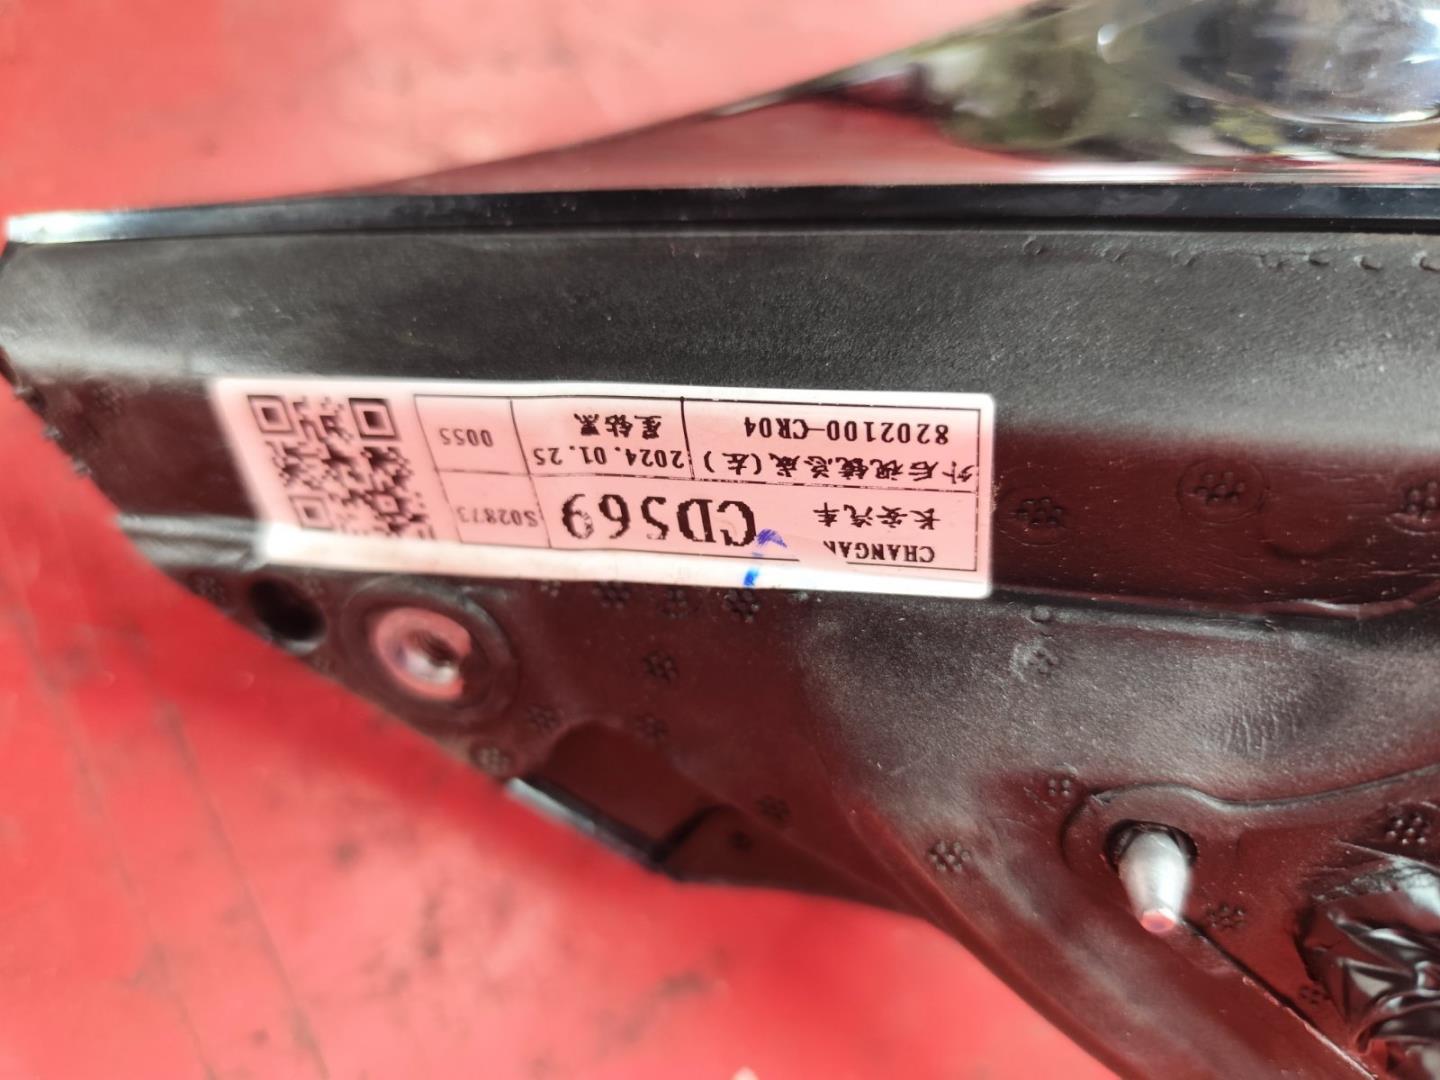 CHANGAN
长安汽车
CD569
S02873
外后视镜总成(左)
2024.01.25
0055
8202100-CR04
星钻黑